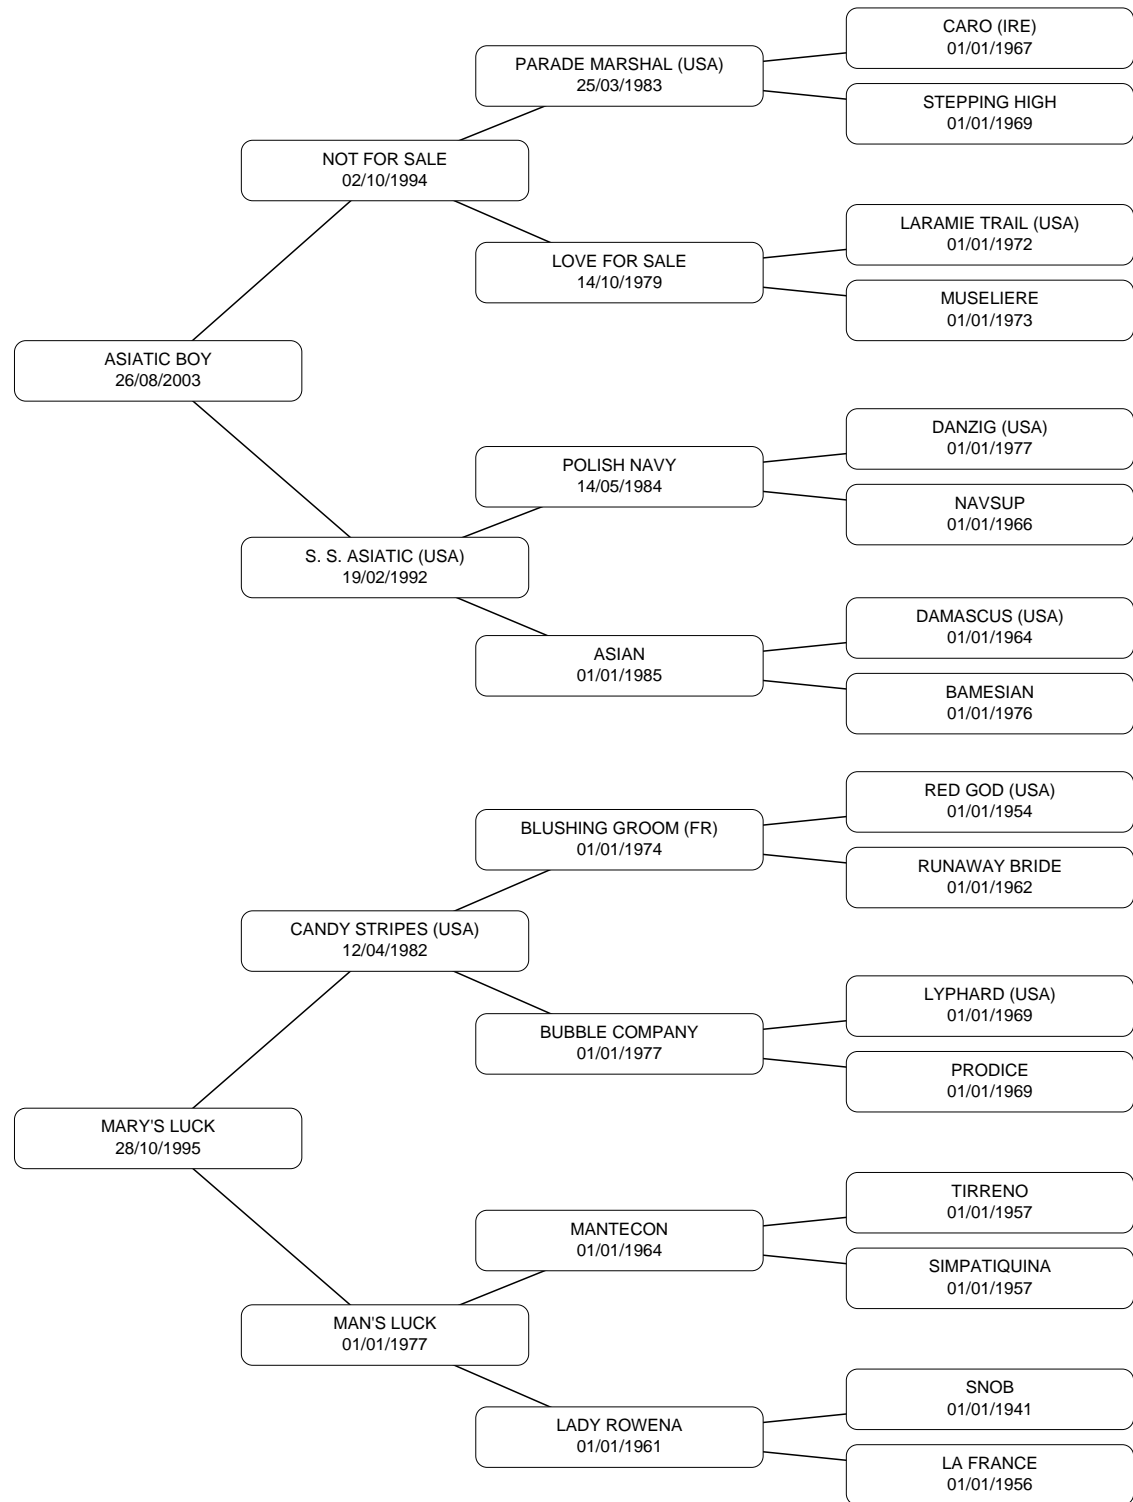 CARO (IRE)
01/01/1967
PARADE MARSHAL (USA)
25/03/1983
STEPPING HIGH
01/01/1969
NOT FOR SALE
02/10/1994
LARAMIE TRAIL (USA)
01/01/1972
LOVE FOR SALE
14/10/1979
MUSELIERE
01/01/1973
ASIATIC BOY
26/08/2003
DANZIG (USA)
01/01/1977
POLISH NAVY
14/05/1984
NAVSUP
01/01/1966
S. S. ASIATIC (USA)
19/02/1992
DAMASCUS (USA)
01/01/1964
ASIAN
01/01/1985
BAMESIAN
01/01/1976
RED GOD (USA)
01/01/1954
BLUSHING GROOM (FR)
01/01/1974
RUNAWAY BRIDE
01/01/1962
CANDY STRIPES (USA)
12/04/1982
LYPHARD (USA)
01/01/1969
BUBBLE COMPANY
01/01/1977
PRODICE
01/01/1969
MARY'S LUCK
28/10/1995
TIRRENO
01/01/1957
MANTECON
01/01/1964
SIMPATIQUINA
01/01/1957
MAN'S LUCK
01/01/1977
SNOB
01/01/1941
LADY ROWENA
01/01/1961
LA FRANCE
01/01/1956